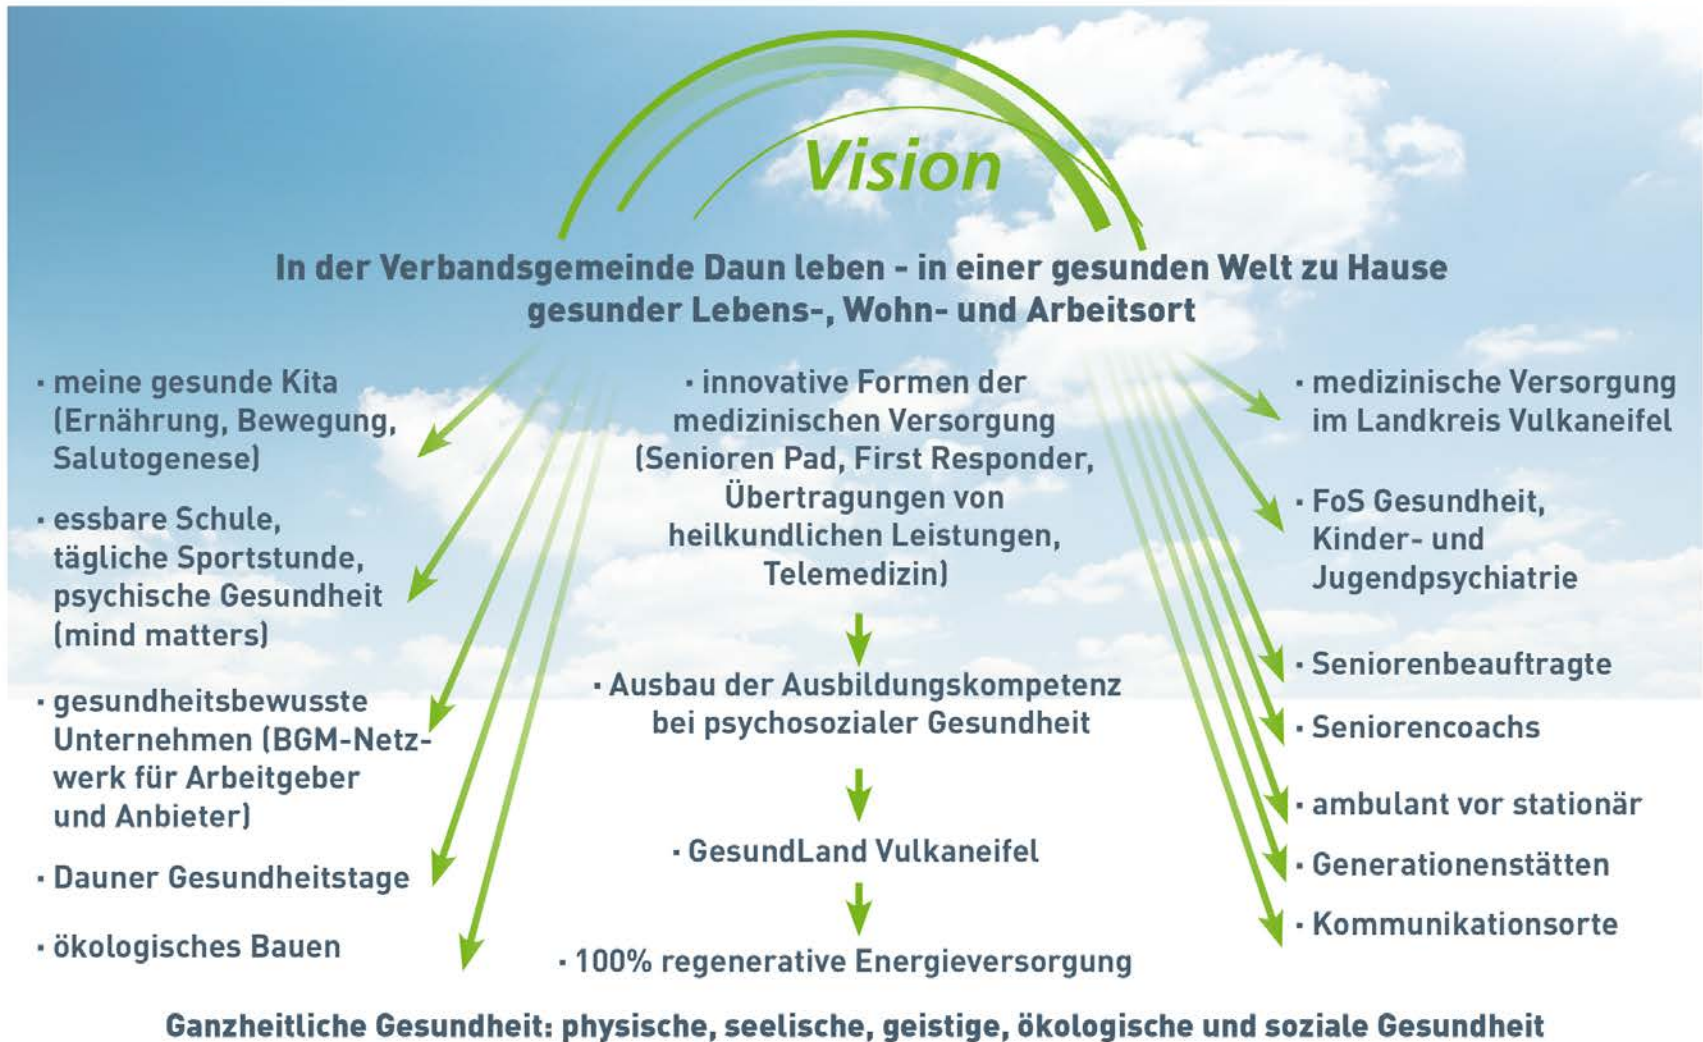 Vision
In der Verbandsgemeinde Daun leben - in einer gesunden Welt zu Hause
gesunder Lebens-, Wohn- und Arbeitsort
· meine gesunde Kita
(Ernährung, Bewegung,
Salutogenese)
· essbare Schule,
tägliche Sportstunde,
psychische Gesundheit
(mind matters)
· gesundheitsbewusste
Unternehmen (BGM-Netz-
werk für Arbeitgeber
und Anbieter)
· Dauner Gesundheitstage
· ökologisches Bauen
· innovative Formen der
medizinischen Versorgung
(Senioren Pad, First Responder,
Übertragungen von
heilkundlichen Leistungen,
Telemedizin)
· Ausbau der Ausbildungskompetenz
bei psychosozialer Gesundheit
· GesundLand Vulkaneifel
· 100% regenerative Energieversorgung
· medizinische Versorgung
im Landkreis Vulkaneifel
· FoS Gesundheit,
Kinder- und
Jugendpsychiatrie
· Seniorenbeauftragte
· Seniorencoachs
· ambulant vor stationär
· Generationenstätten
· Kommunikationsorte
Ganzheitliche Gesundheit: physische, seelische, geistige, ökologische und soziale Gesundheit